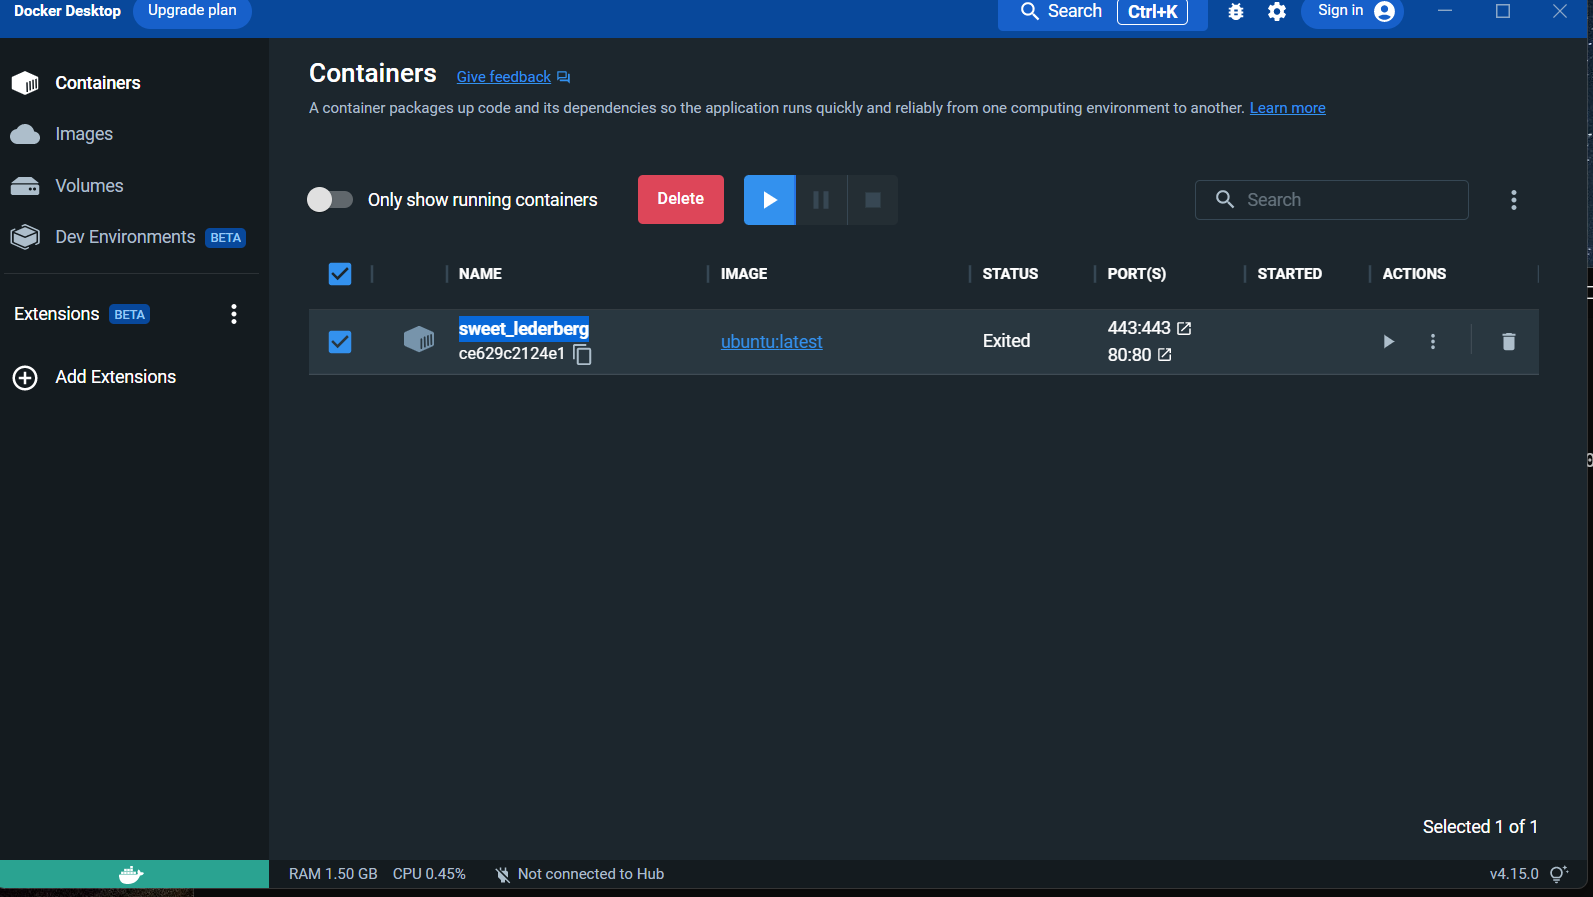 Docker Desktop Upgrade plan Search Ctrl+K Sign in
Containers
Images
Volumes
Dev Environments BETA
Extensions BETA
Add Extensions
Containers Give feedback
A container packages up code and its dependencies so the application runs quickly and reliably from one computing environment to another. Learn more
Only show running containers Delete Search
NAME IMAGE STATUS PORT(S) STARTED ACTIONS
sweet_lederberg ubuntu:latest Exited 443:443
ce629c2124e1 80:80
Selected 1 of 1
RAM 1.50 GB CPU 0.45% Not connected to Hub v4.15.0